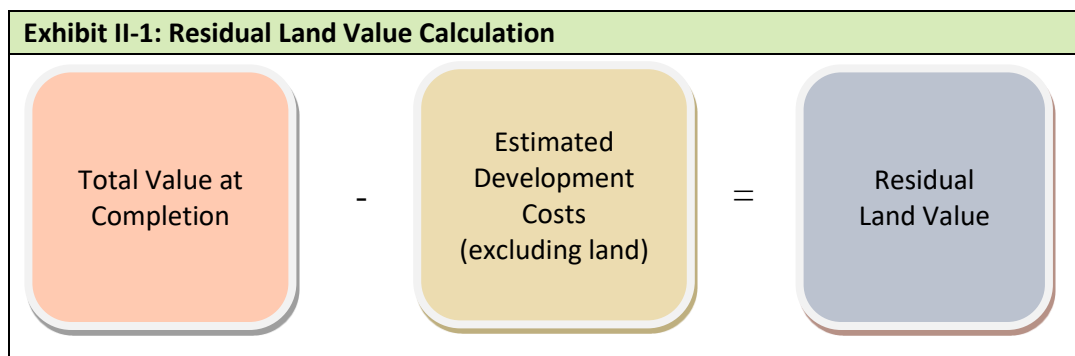 Exhibit II-1: Residual Land Value Calculation
Total Value at
Completion
-
Estimated
Development
Costs
(excluding land)
=
Residual
Land Value